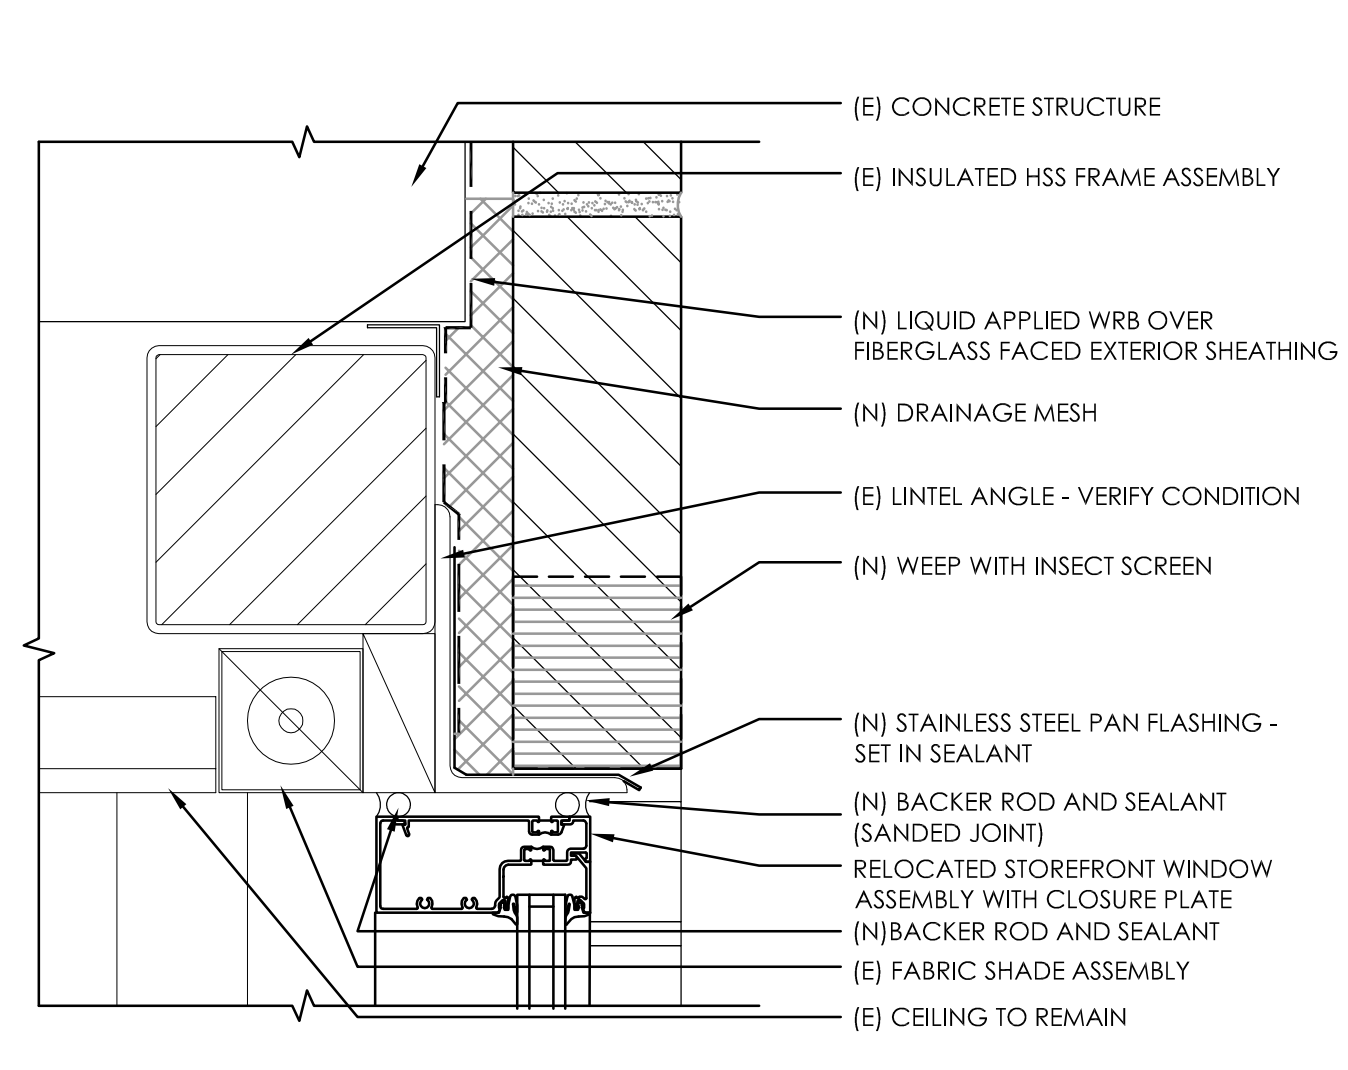 (E) CONCRETE STRUCTURE
(E) INSULATED HSS FRAME ASSEMBLY
(N) LIQUID APPLIED WRB OVER
FIBERGLASS FACED EXTERIOR SHEATHING
(N) DRAINAGE MESH
(E) LINTEL ANGLE - VERIFY CONDITION
(N) WEEP WITH INSECT SCREEN
(N) STAINLESS STEEL PAN FLASHING -
SET IN SEALANT
(N) BACKER ROD AND SEALANT
(SANDED JOINT)
RELOCATED STOREFRONT WINDOW
ASSEMBLY WITH CLOSURE PLATE
(N)BACKER ROD AND SEALANT
(E) FABRIC SHADE ASSEMBLY
(E) CEILING TO REMAIN